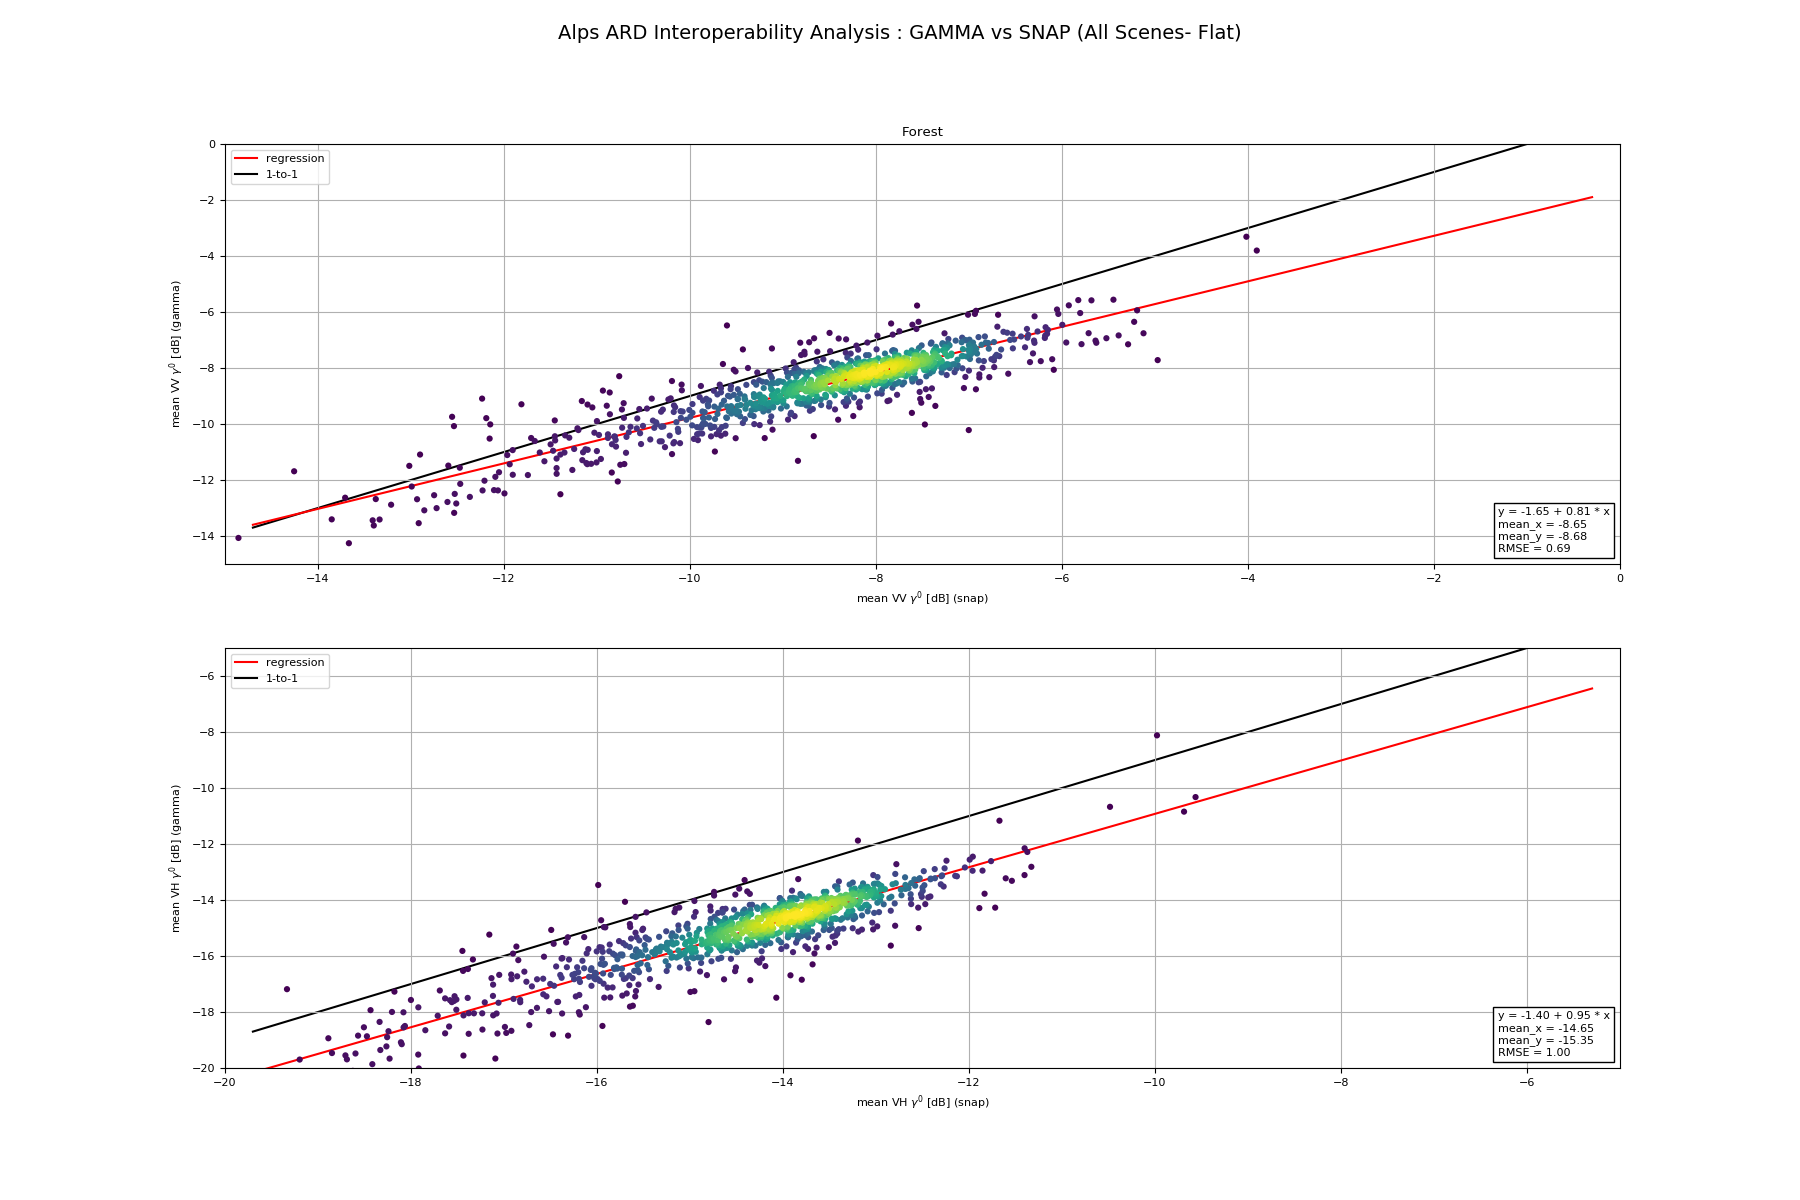 Alps ARD Interoperability Analysis : GAMMA vs SNAP (All Scenes- Flat)
Forest
regression
1-to-1
0
−2
−4
−6
−8
−10
−12
−14
mean VV γ⁰ [dB] (gamma)
y = -1.65 + 0.81 * x
mean_x = -8.65
mean_y = -8.68
RMSE = 0.69
−14 −12 −10 −8 −6 −4 −2 0
mean VV γ⁰ [dB] (snap)
regression
1-to-1
−6
−8
−10
−12
−14
−16
−18
−20
mean VH γ⁰ [dB] (gamma)
y = -1.40 + 0.95 * x
mean_x = -14.65
mean_y = -15.35
RMSE = 1.00
−20 −18 −16 −14 −12 −10 −8 −6
mean VH γ⁰ [dB] (snap)